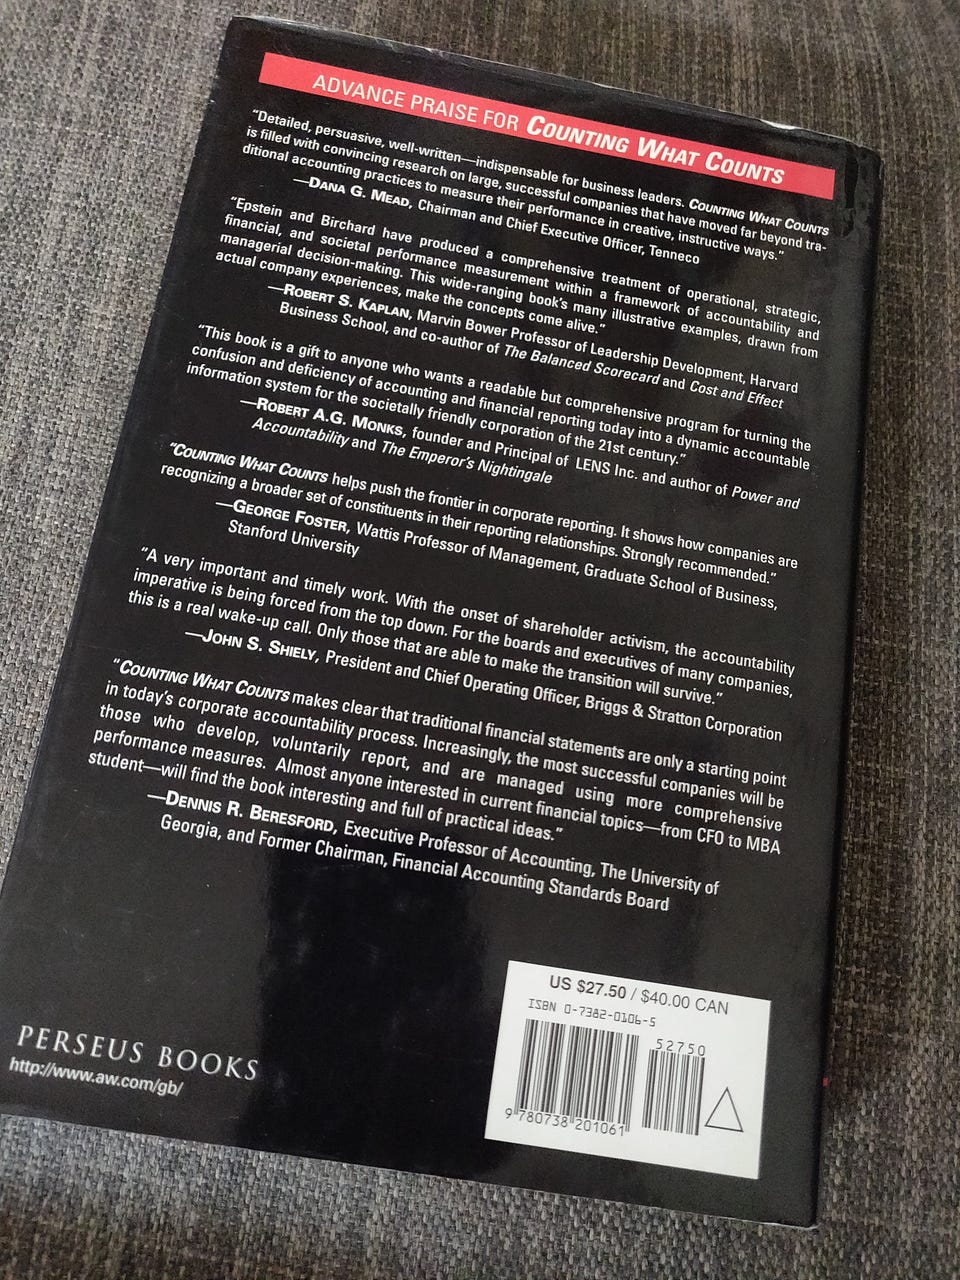 ADVANCE PRAISE FOR COUNTING WHAT COUNTS
“Detailed, persuasive, well-written—indispensable for business leaders. COUNTING WHAT COUNTS
is filled with convincing research on large, successful companies that have moved far beyond tra-
ditional accounting practices to measure their performance in creative, instructive ways.”
—DANA G. MEAD, Chairman and Chief Executive Officer, Tenneco
“Epstein and Birchard have produced a comprehensive treatment of operational, strategic,
financial, and societal performance measurement within a framework of accountability and
managerial decision-making. This wide-ranging book’s many illustrative examples, drawn from
actual company experiences, make the concepts come alive.”
—ROBERT S. KAPLAN, Marvin Bower Professor of Leadership Development, Harvard
Business School, and co-author of The Balanced Scorecard and Cost and Effect
“This book is a gift to anyone who wants a readable but comprehensive program for turning the
confusion and deficiency of accounting and financial reporting today into a dynamic accountable
information system for the societally friendly corporation of the 21st century.”
—ROBERT A.G. MONKS, founder and Principal of LENS Inc. and author of Power and
Accountability and The Emperor’s Nightingale
“COUNTING WHAT COUNTS helps push the frontier in corporate reporting. It shows how companies are
recognizing a broader set of constituents in their reporting relationships. Strongly recommended.”
—GEORGE FOSTER, Wattis Professor of Management, Graduate School of Business,
Stanford University
“A very important and timely work. With the onset of shareholder activism, the accountability
imperative is being forced from the top down. For the boards and executives of many companies,
this is a real wake-up call. Only those that are able to make the transition will survive.”
—JOHN S. SHIELY, President and Chief Operating Officer, Briggs & Stratton Corporation
“COUNTING WHAT COUNTS makes clear that traditional financial statements are only a starting point
in today’s corporate accountability process. Increasingly, the most successful companies will be
those who develop, voluntarily report, and are managed using more comprehensive
performance measures. Almost anyone interested in current financial topics—from CFO to MBA
student—will find the book interesting and full of practical ideas.”
—DENNIS R. BERESFORD, Executive Professor of Accounting, The University of
Georgia, and Former Chairman, Financial Accounting Standards Board
US $27.50 / $40.00 CAN
ISBN 0-7382-0106-5
52750
9 780738 201061
PERSEUS BOOKS
http://www.aw.com/gb/